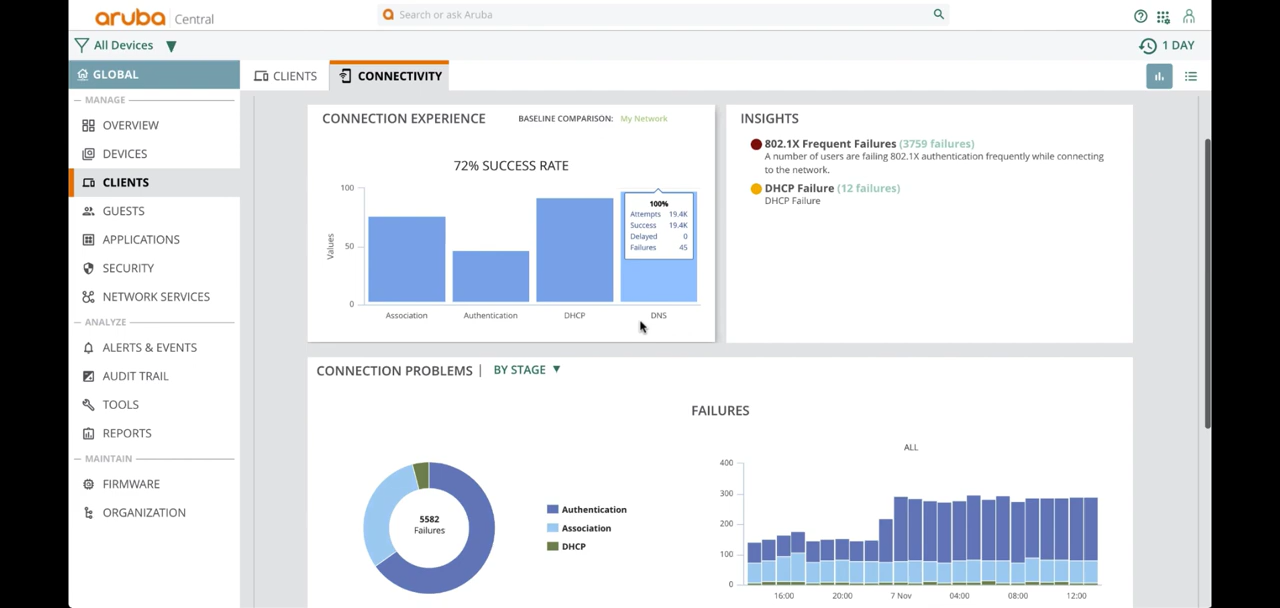 aruba Central
Search or ask Aruba
All Devices
1 DAY
GLOBAL
CLIENTS
CONNECTIVITY
MANAGE
OVERVIEW
DEVICES
CLIENTS
GUESTS
APPLICATIONS
SECURITY
NETWORK SERVICES
ANALYZE
ALERTS & EVENTS
AUDIT TRAIL
TOOLS
REPORTS
MAINTAIN
FIRMWARE
ORGANIZATION
CONNECTION EXPERIENCE
BASELINE COMPARISON: My Network
72% SUCCESS RATE
100
50
0
Values
100%
Attempts 19.4K
Success 19.4K
Delayed 0
Failures 45
Association
Authentication
DHCP
DNS
INSIGHTS
802.1X Frequent Failures (3759 failures)
A number of users are failing 802.1X authentication frequently while connecting
to the network.
DHCP Failure (12 failures)
DHCP Failure
CONNECTION PROBLEMS | BY STAGE
FAILURES
5582
Failures
Authentication
Association
DHCP
ALL
400
300
200
100
0
16:00
20:00
7 Nov
04:00
08:00
12:00